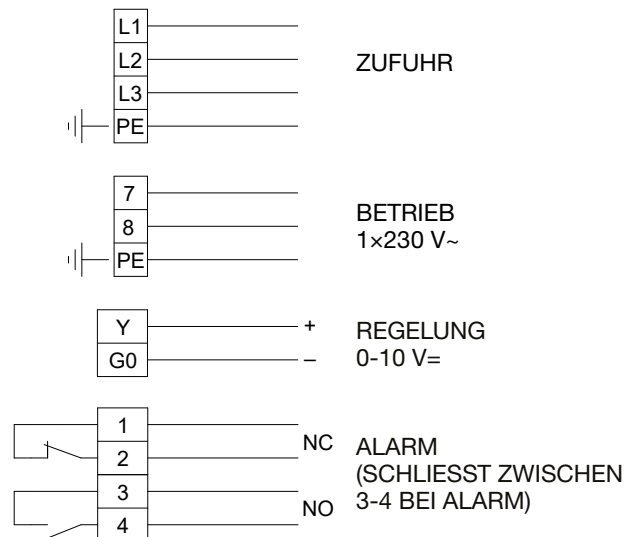 L1
L2
L3
PE
ZUFUHR
7
8
PE
BETRIEB
1×230 V~
Y
G0
+
–
REGELUNG
0-10 V=
1
2
3
4
NC
NO
ALARM
(SCHLIESST ZWISCHEN
3-4 BEI ALARM)